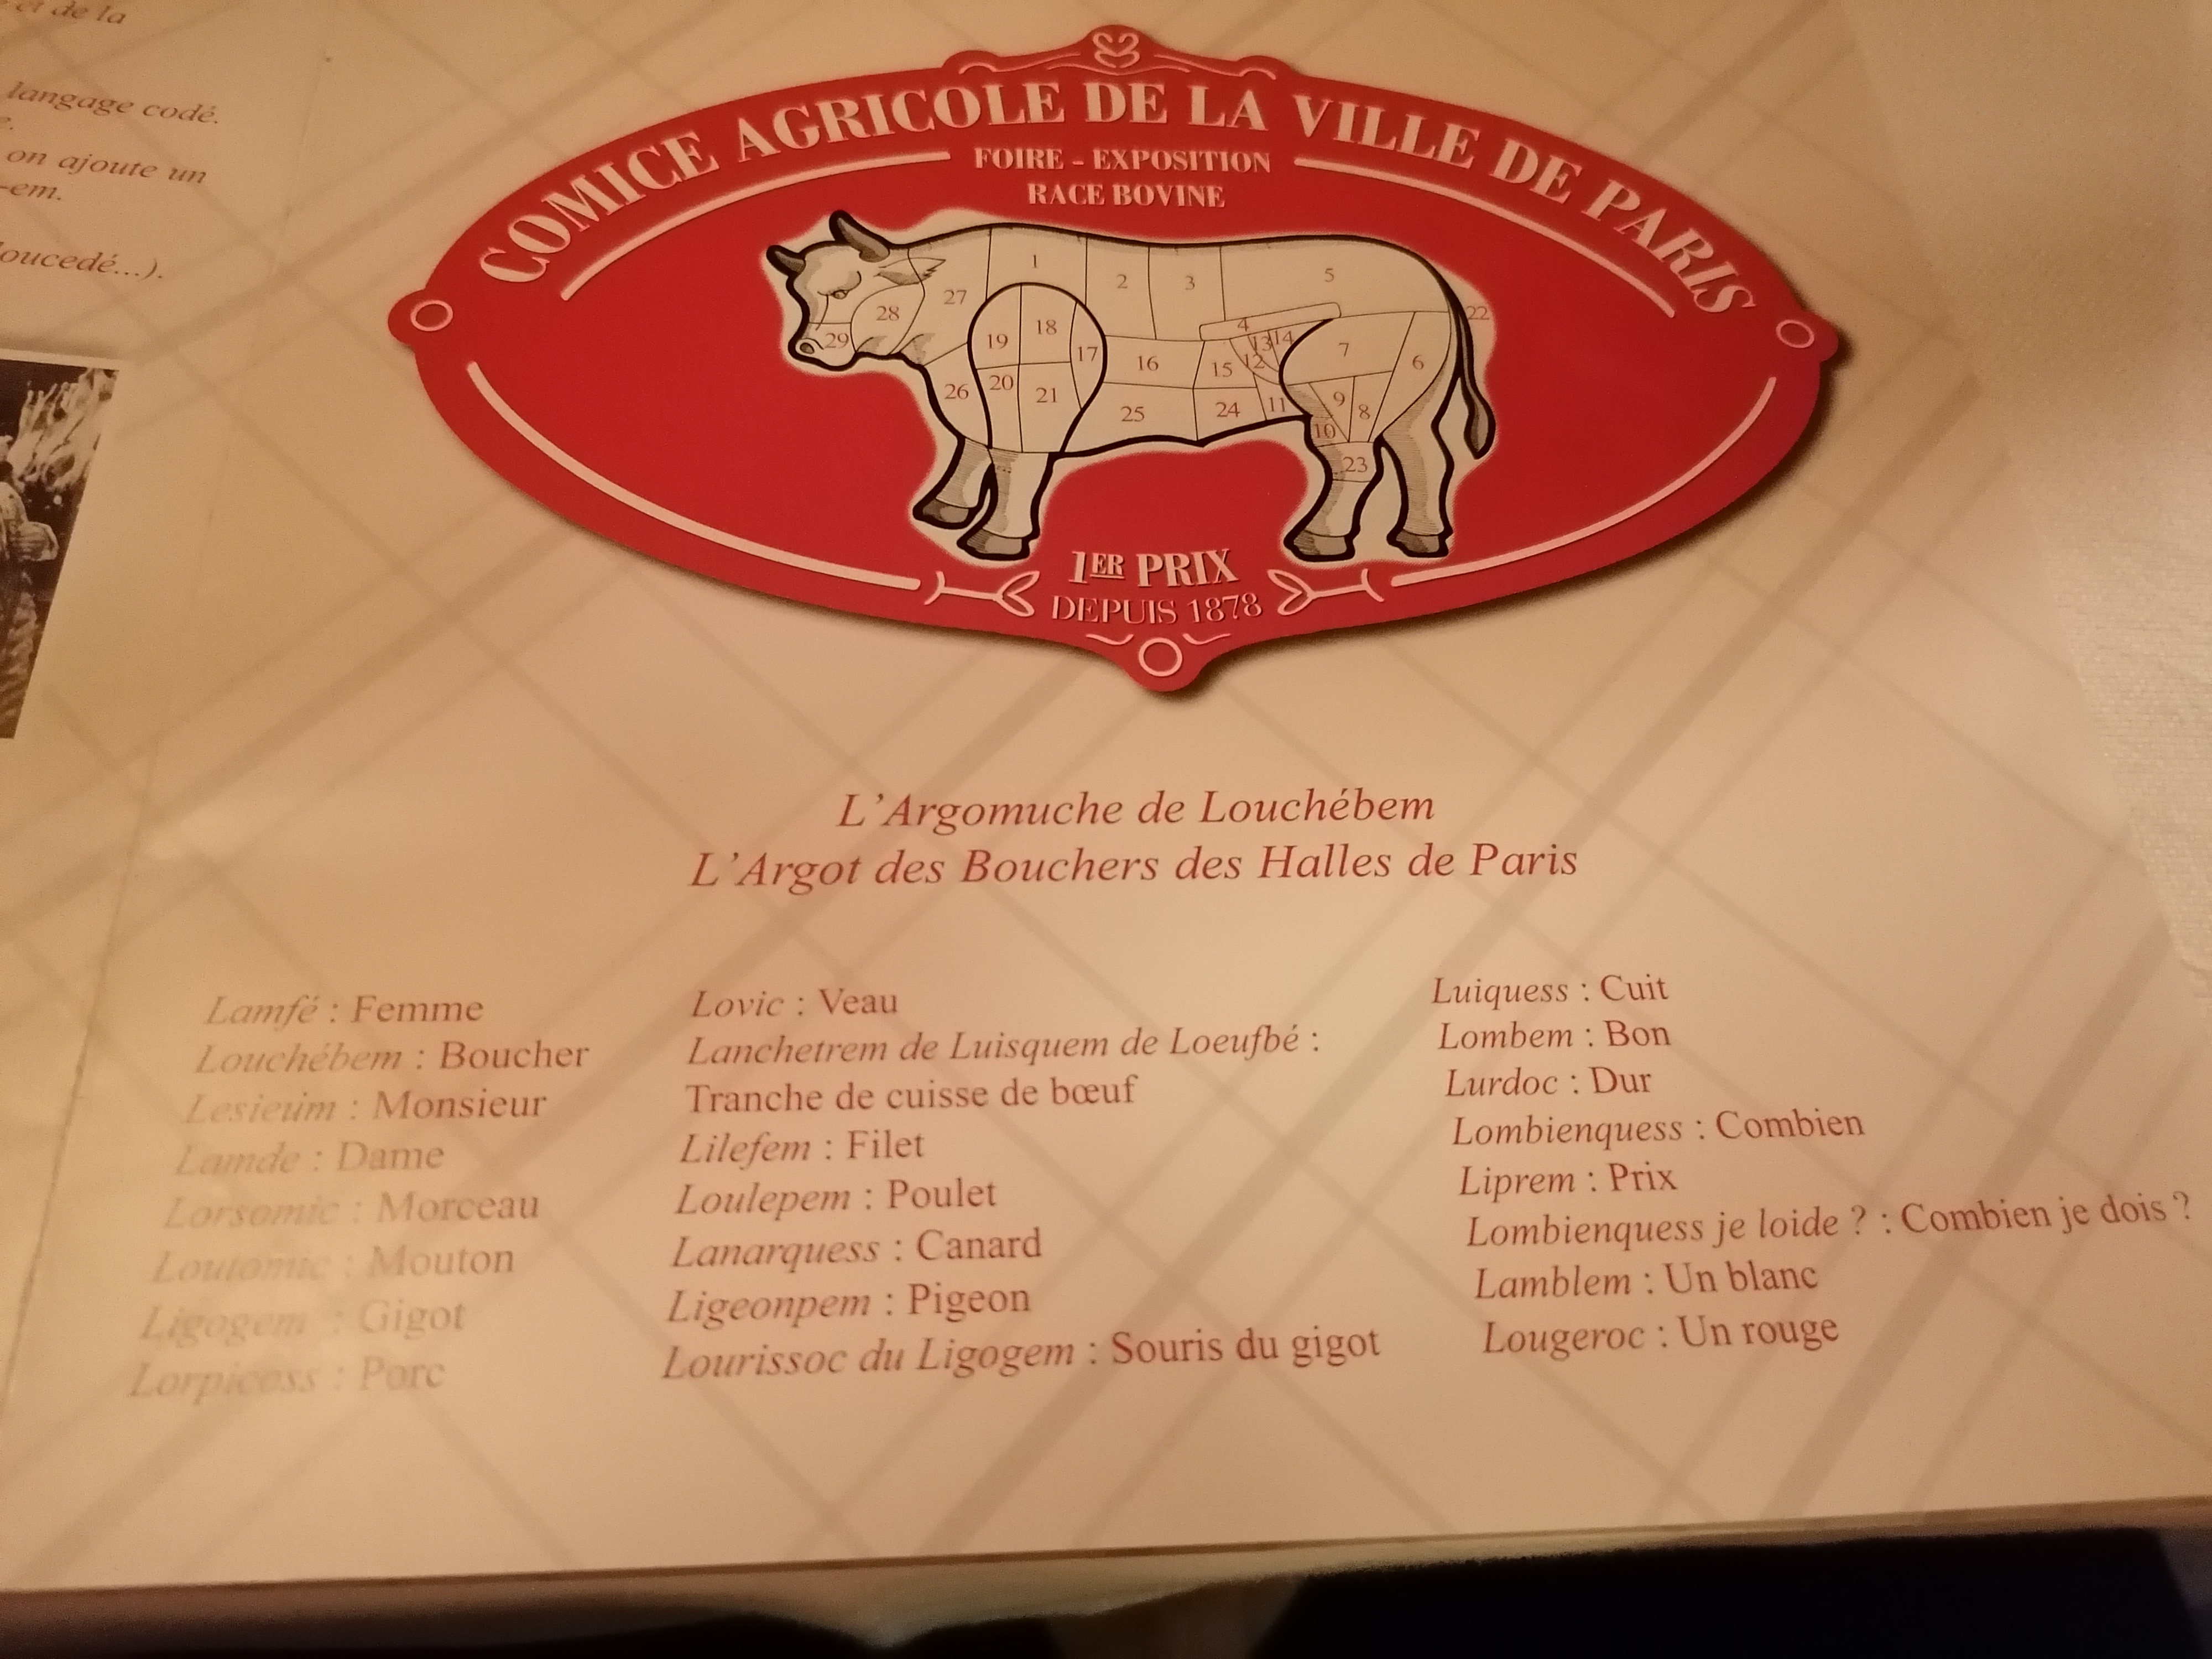 et de la
langage codé.
e.
on ajoute un
-em.
loucedé...).
COMICE AGRICOLE DE LA VILLE DE PARIS
FOIRE - EXPOSITION
RACE BOVINE
1
2
3
5
27
28
29
19
18
17
16
15
4
13
14
12
7
6
22
26
20
21
25
24
11
9
8
10
23
1ER PRIX
DEPUIS 1878
L'Argomuche de Louchébem
L'Argot des Bouchers des Halles de Paris
Lamfé : Femme
Louchébem : Boucher
Lesieum : Monsieur
Lamde : Dame
Lorsomic : Morceau
Loutomic : Mouton
Ligogem : Gigot
Lorpicess : Porc
Lovic : Veau
Lanchetrem de Luisquem de Loeufbé :
Tranche de cuisse de bœuf
Lilefem : Filet
Loulepem : Poulet
Lanarquess : Canard
Ligeonpem : Pigeon
Lourissoc du Ligogem : Souris du gigot
Luiquess : Cuit
Lombem : Bon
Lurdoc : Dur
Lombienquess : Combien
Liprem : Prix
Lombienquess je loide ? : Combien je dois ?
Lamblem : Un blanc
Lougeroc : Un rouge